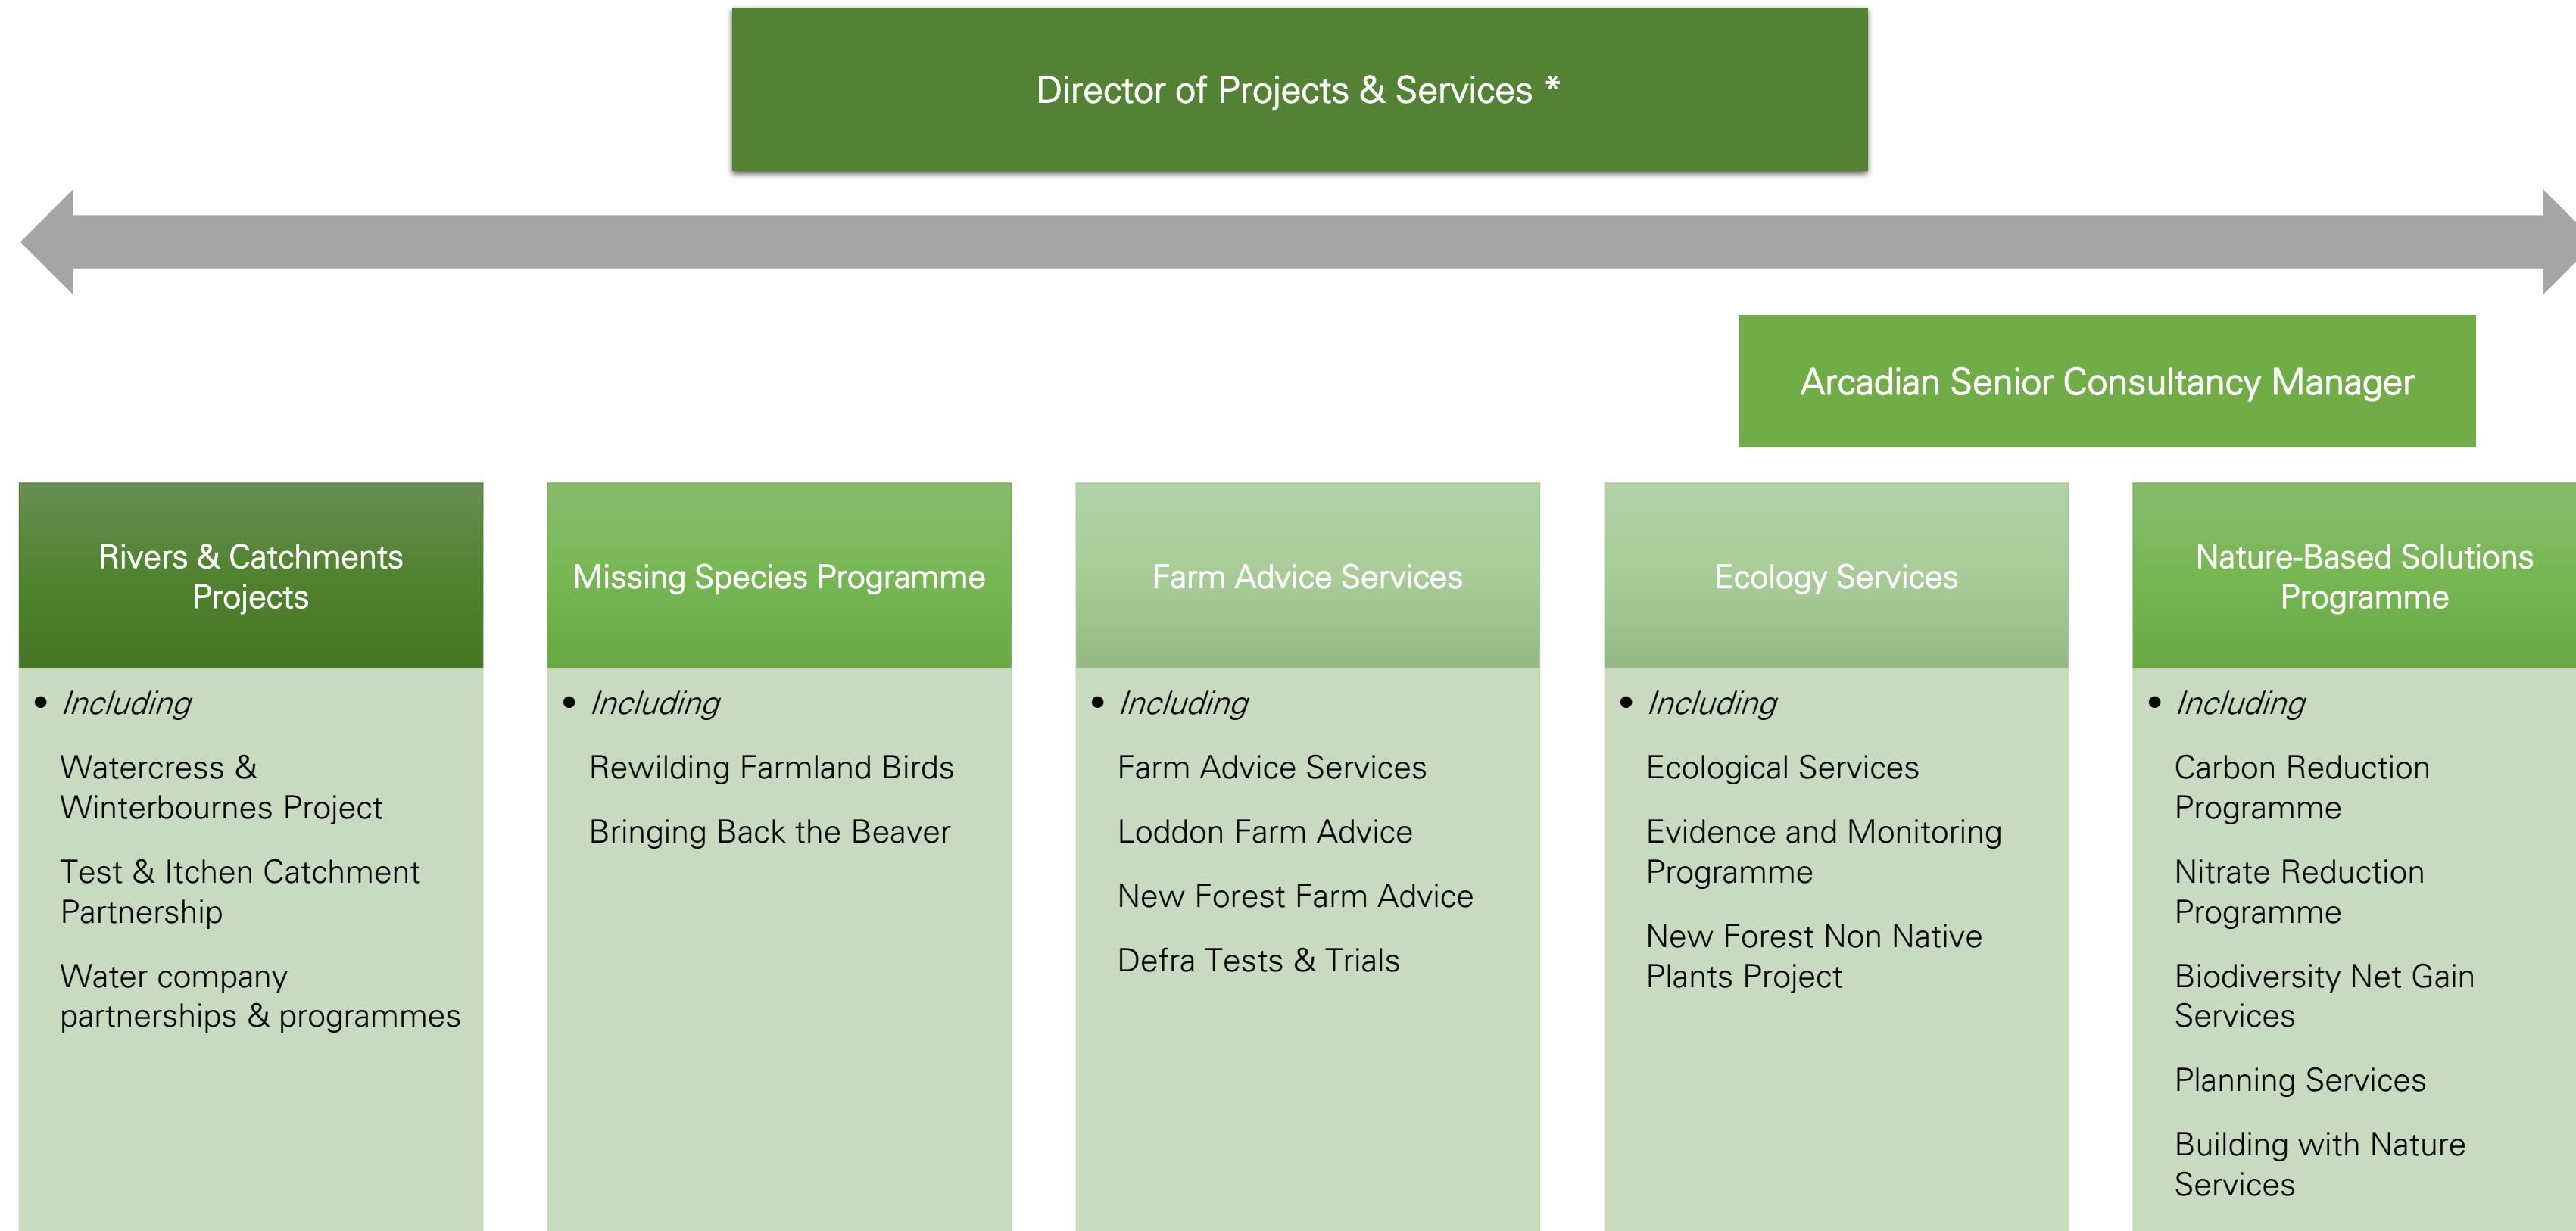 Director of Projects & Services *
Arcadian Senior Consultancy Manager
Rivers & Catchments
Projects
• Including
Watercress &
Winterbournes Project
Test & Itchen Catchment
Partnership
Water company
partnerships & programmes
Missing Species Programme
• Including
Rewilding Farmland Birds
Bringing Back the Beaver
Farm Advice Services
• Including
Farm Advice Services
Loddon Farm Advice
New Forest Farm Advice
Defra Tests & Trials
Ecology Services
• Including
Ecological Services
Evidence and Monitoring
Programme
New Forest Non Native
Plants Project
Nature-Based Solutions
Programme
• Including
Carbon Reduction
Programme
Nitrate Reduction
Programme
Biodiversity Net Gain
Services
Planning Services
Building with Nature
Services